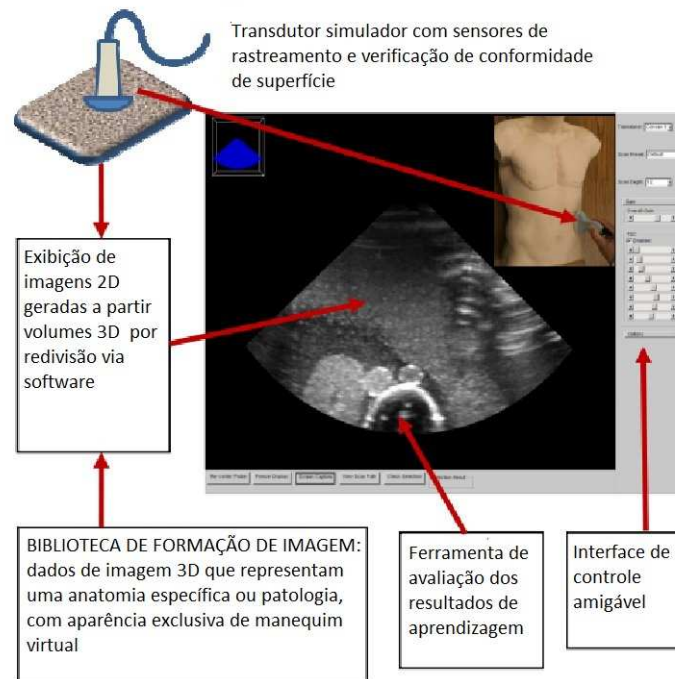 Transdutor simulador com sensores de
rastreamento e verificação de conformidade
de superfície
Exibição de
imagens 2D
geradas a partir
volumes 3D por
redivisão via
software
BIBLIOTECA DE FORMAÇÃO DE IMAGEM:
dados de imagem 3D que representam
uma anatomia específica ou patologia,
com aparência exclusiva de manequim
virtual
Ferramenta de
avaliação dos
resultados de
aprendizagem
Interface de
controle
amigável